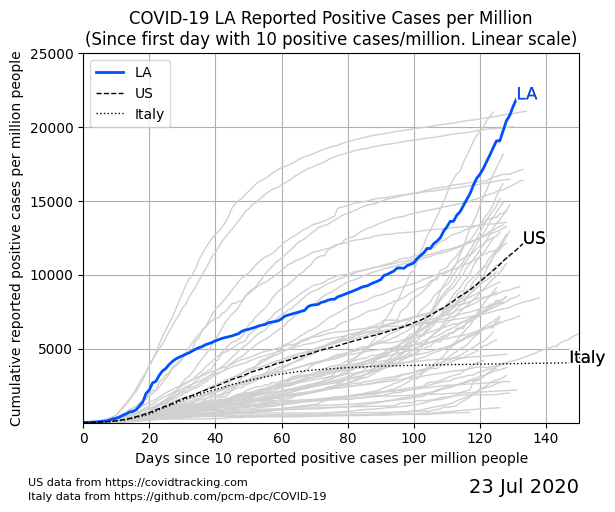 COVID-19 LA Reported Positive Cases per Million
(Since first day with 10 positive cases/million. Linear scale)
Cumulative reported positive cases per million people
25000
20000
15000
10000
5000
LA
US
Italy
LA
US
Italy
0
20
40
60
80
100
120
140
Days since 10 reported positive cases per million people
US data from https://covidtracking.com
Italy data from https://github.com/pcm-dpc/COVID-19
23 Jul 2020